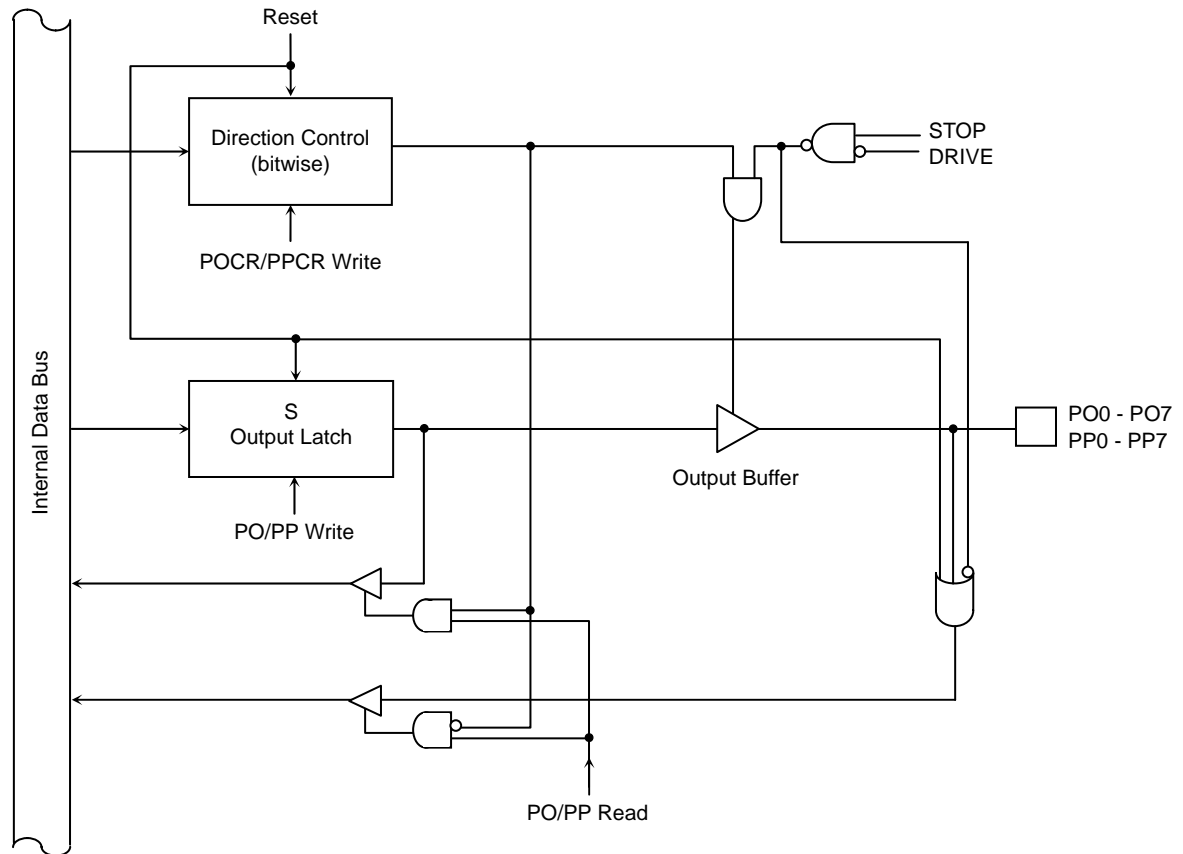 Reset
Direction Control
(bitwise)
STOP
DRIVE
POCR/PPCR Write
Internal Data Bus
S
Output Latch
PO0 - PO7
PP0 - PP7
Output Buffer
PO/PP Write
PO/PP Read